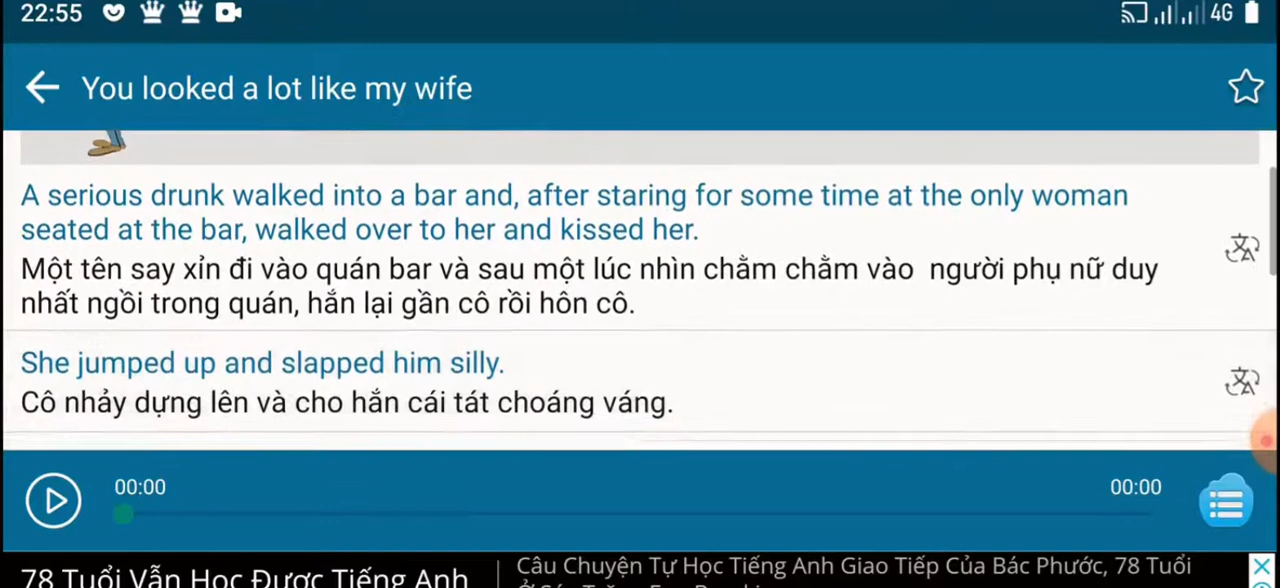 22:55
4G
You looked a lot like my wife
A serious drunk walked into a bar and, after staring for some time at the only woman
seated at the bar, walked over to her and kissed her.
Một tên say xỉn đi vào quán bar và sau một lúc nhìn chằm chằm vào  người phụ nữ duy
nhất ngồi trong quán, hắn lại gần cô rồi hôn cô.
She jumped up and slapped him silly.
Cô nhảy dựng lên và cho hắn cái tát choáng váng.
00:00
00:00
78 Tuổi Vẫn Học Được Tiếng Anh
Câu Chuyện Tự Học Tiếng Anh Giao Tiếp Của Bác Phước, 78 Tuổi